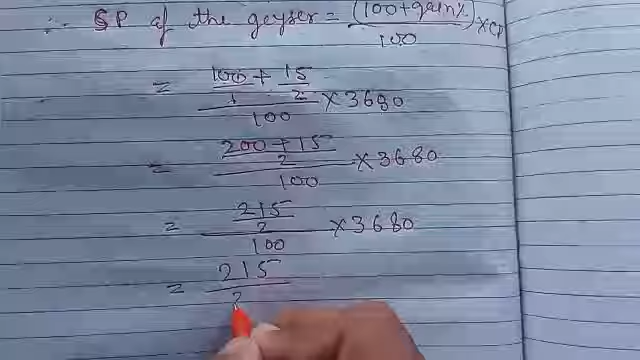 ∴ SP of the geyser = (100+gain%)/100 × CP
= (100/1 + 15/2)/100 × 3680
= ((200+15)/2)/100 × 3680
= (215/2)/100 × 3680
= 215/2